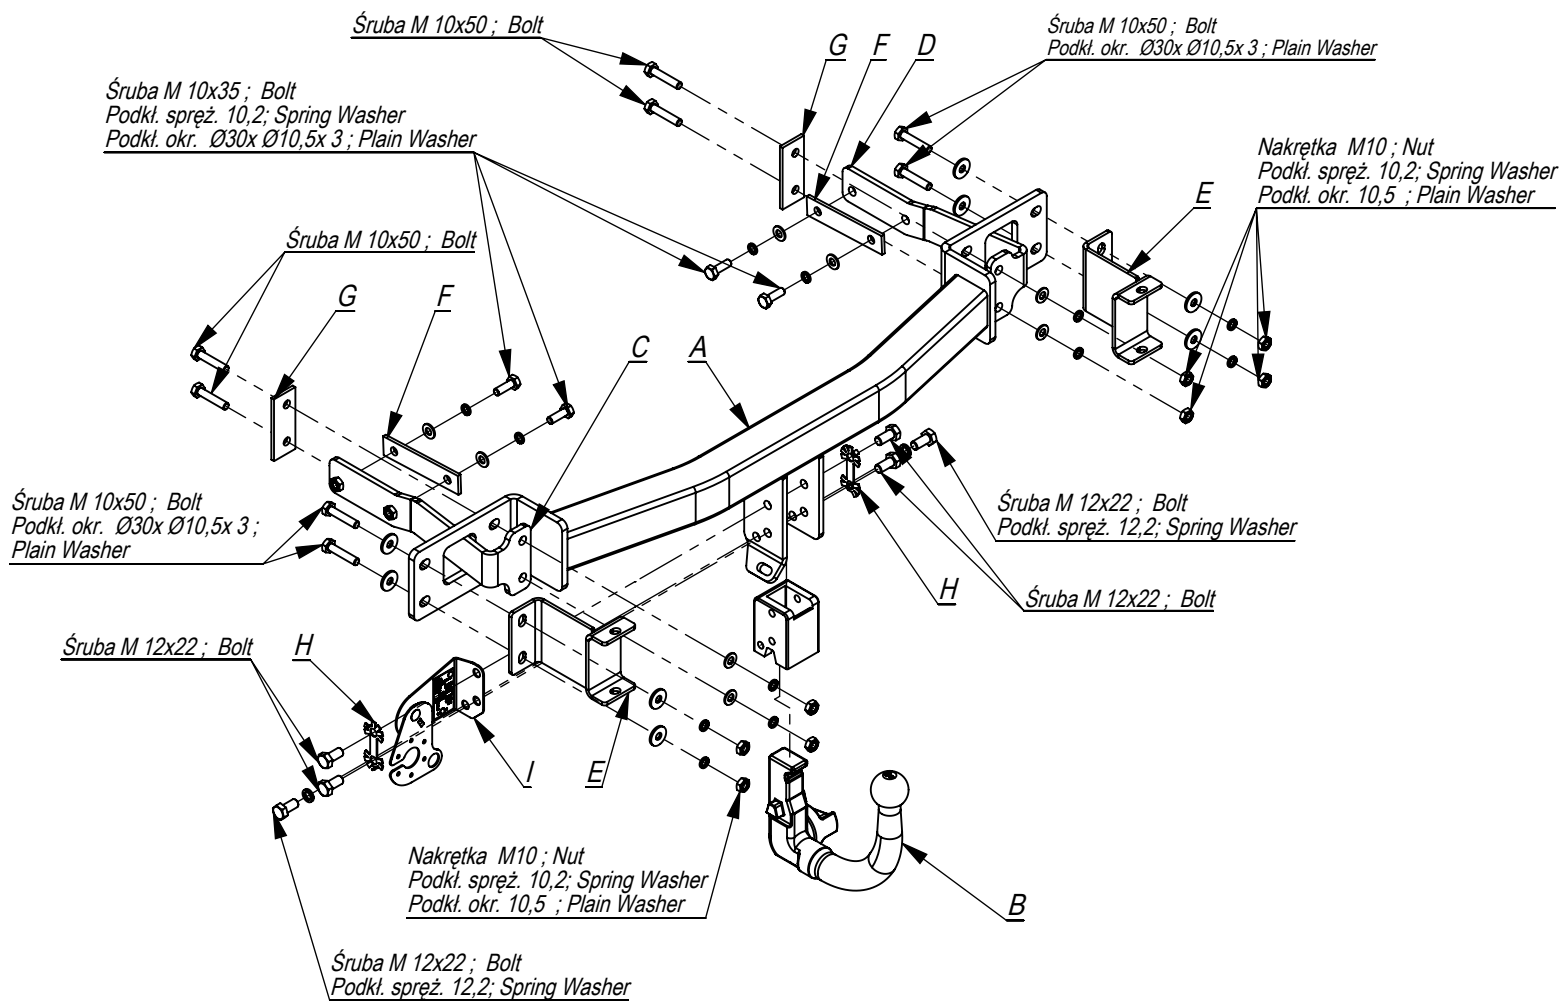 Śruba M 10x50 ; Bolt
G
F
D
Śruba M 10x50 ; Bolt
Podkł. okr. Ø30x Ø10,5x 3 ; Plain Washer
Śruba M 10x35 ; Bolt
Podkł. spręż. 10,2; Spring Washer
Podkł. okr. Ø30x Ø10,5x 3 ; Plain Washer
Nakrętka M10 ; Nut
Podkł. spręż. 10,2; Spring Washer
Podkł. okr. 10,5 ; Plain Washer
E
Śruba M 10x50 ; Bolt
G
F
C
A
Śruba M 10x50 ; Bolt
Podkł. okr. Ø30x Ø10,5x 3 ;
Plain Washer
Śruba M 12x22 ; Bolt
Podkł. spręż. 12,2; Spring Washer
H
Śruba M 12x22 ; Bolt
Śruba M 12x22 ; Bolt
H
I
E
Nakrętka M10 ; Nut
Podkł. spręż. 10,2; Spring Washer
Podkł. okr. 10,5 ; Plain Washer
B
Śruba M 12x22 ; Bolt
Podkł. spręż. 12,2; Spring Washer